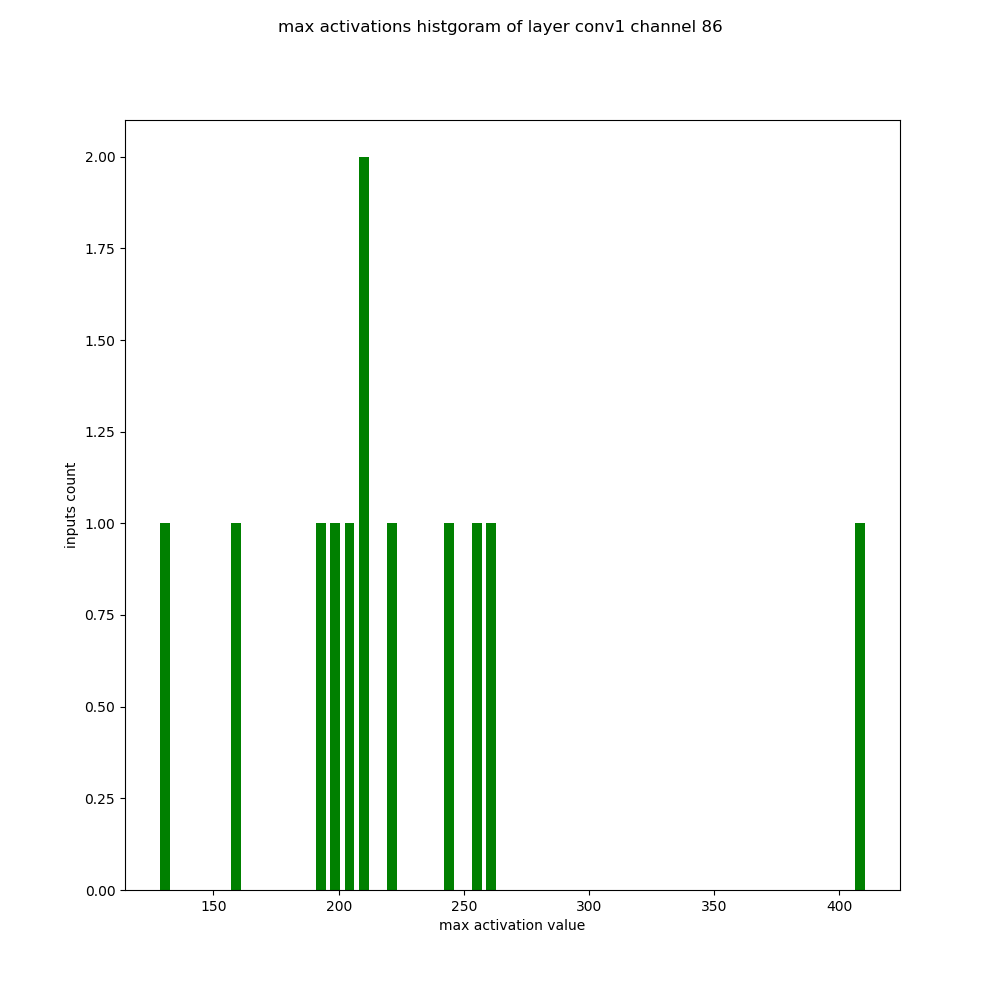 max activations histgoram of layer conv1 channel 86
2.00
1.75
1.50
1.25
1.00
0.75
0.50
0.25
0.00
inputs count
150 200 250 300 350 400
max activation value